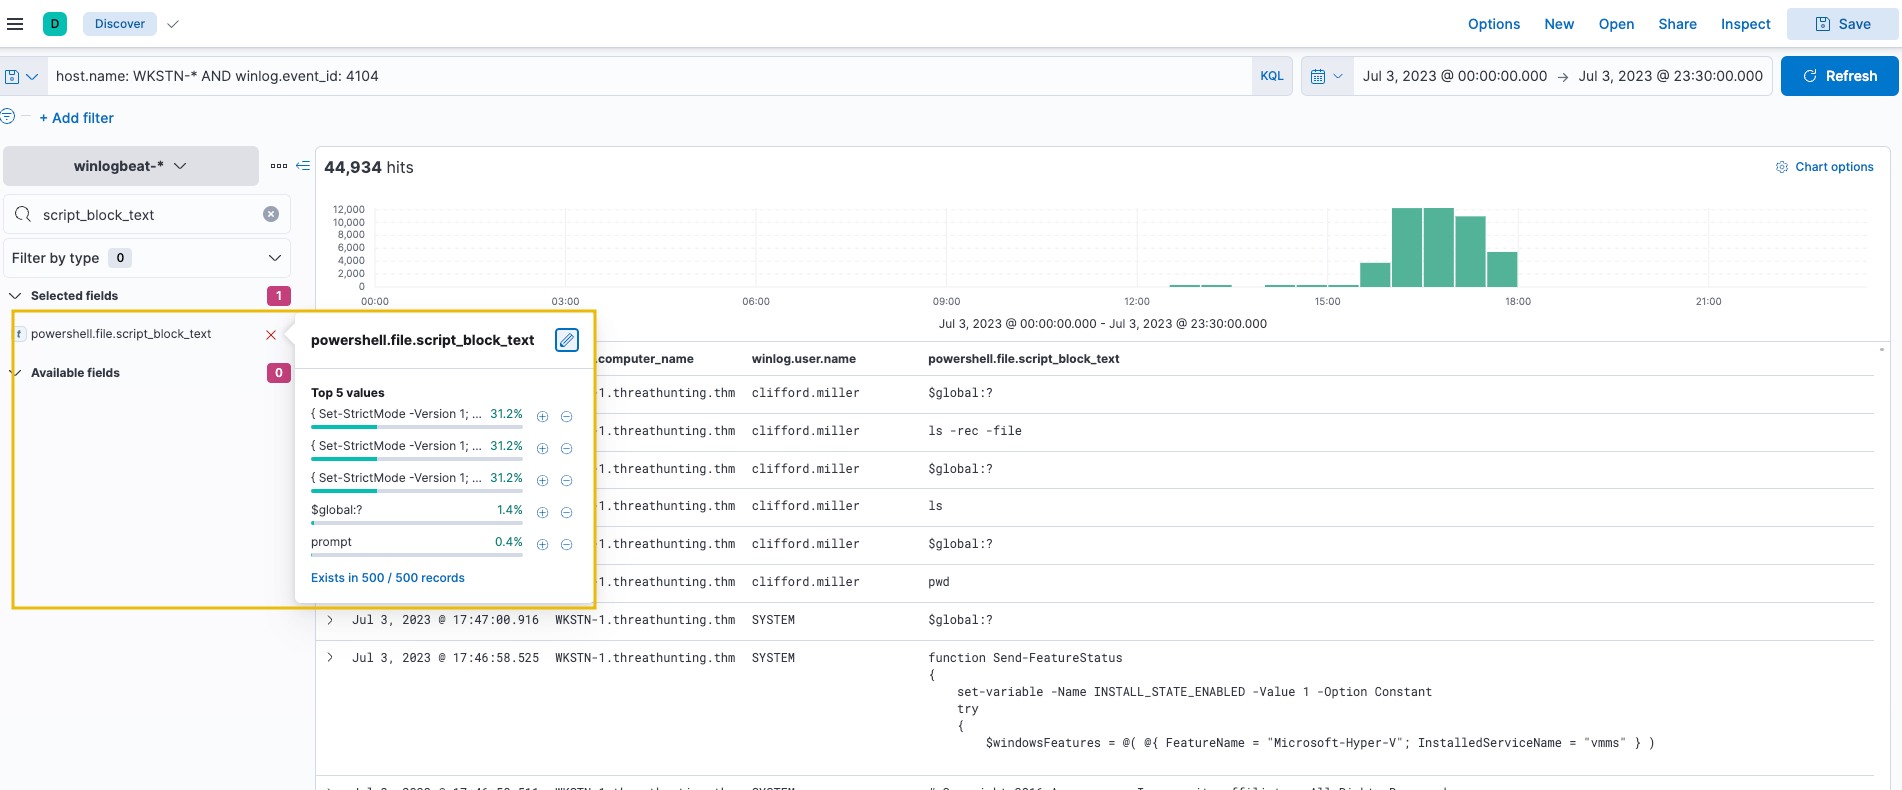 D Discover Options New Open Share Inspect Save
host.name: WKSTN-* AND winlog.event_id: 4104 KQL Jul 3, 2023 @ 00:00:00.000 → Jul 3, 2023 @ 23:30:00.000 Refresh
+ Add filter
winlogbeat-*
script_block_text
Filter by type 0
Selected fields 1
t powershell.file.script_block_text
Available fields 0
powershell.file.script_block_text
Top 5 values
{ Set-StrictMode -Version 1; ... 31.2%
{ Set-StrictMode -Version 1; ... 31.2%
{ Set-StrictMode -Version 1; ... 31.2%
$global:? 1.4%
prompt 0.4%
Exists in 500 / 500 records
44,934 hits Chart options
12,000
10,000
8,000
6,000
4,000
2,000
0
00:00 03:00 06:00 09:00 12:00 15:00 18:00 21:00
Jul 3, 2023 @ 00:00:00.000 - Jul 3, 2023 @ 23:30:00.000
.computer_name winlog.user.name powershell.file.script_block_text
-1.threathunting.thm clifford.miller $global:?
-1.threathunting.thm clifford.miller ls -rec -file
-1.threathunting.thm clifford.miller $global:?
-1.threathunting.thm clifford.miller ls
-1.threathunting.thm clifford.miller $global:?
-1.threathunting.thm clifford.miller pwd
Jul 3, 2023 @ 17:47:00.916 WKSTN-1.threathunting.thm SYSTEM $global:?
Jul 3, 2023 @ 17:46:58.525 WKSTN-1.threathunting.thm SYSTEM function Send-FeatureStatus
{
set-variable -Name INSTALL_STATE_ENABLED -Value 1 -Option Constant
try
{
$windowsFeatures = @( @{ FeatureName = "Microsoft-Hyper-V"; InstalledServiceName = "vmms" } )